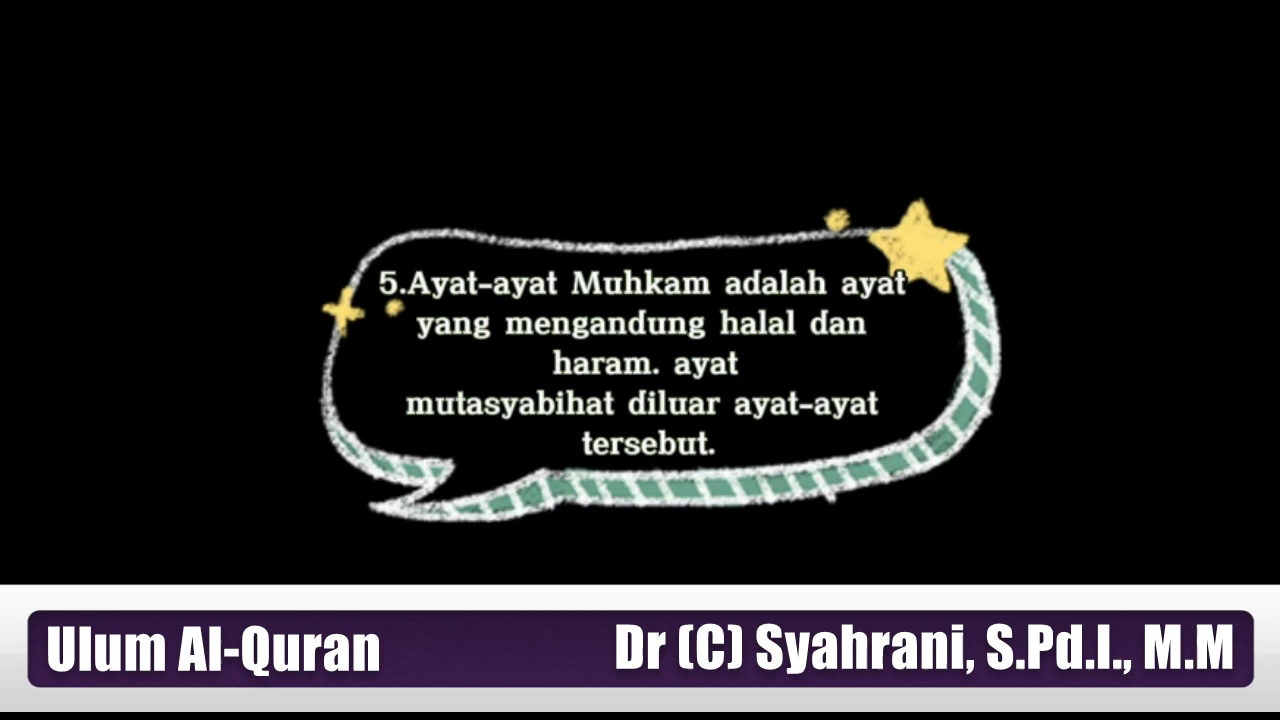 5.Ayat-ayat Muhkam adalah ayat
yang mengandung halal dan
haram. ayat
mutasyabihat diluar ayat-ayat
tersebut.
Ulum Al-Quran
Dr (C) Syahrani, S.Pd.I., M.M